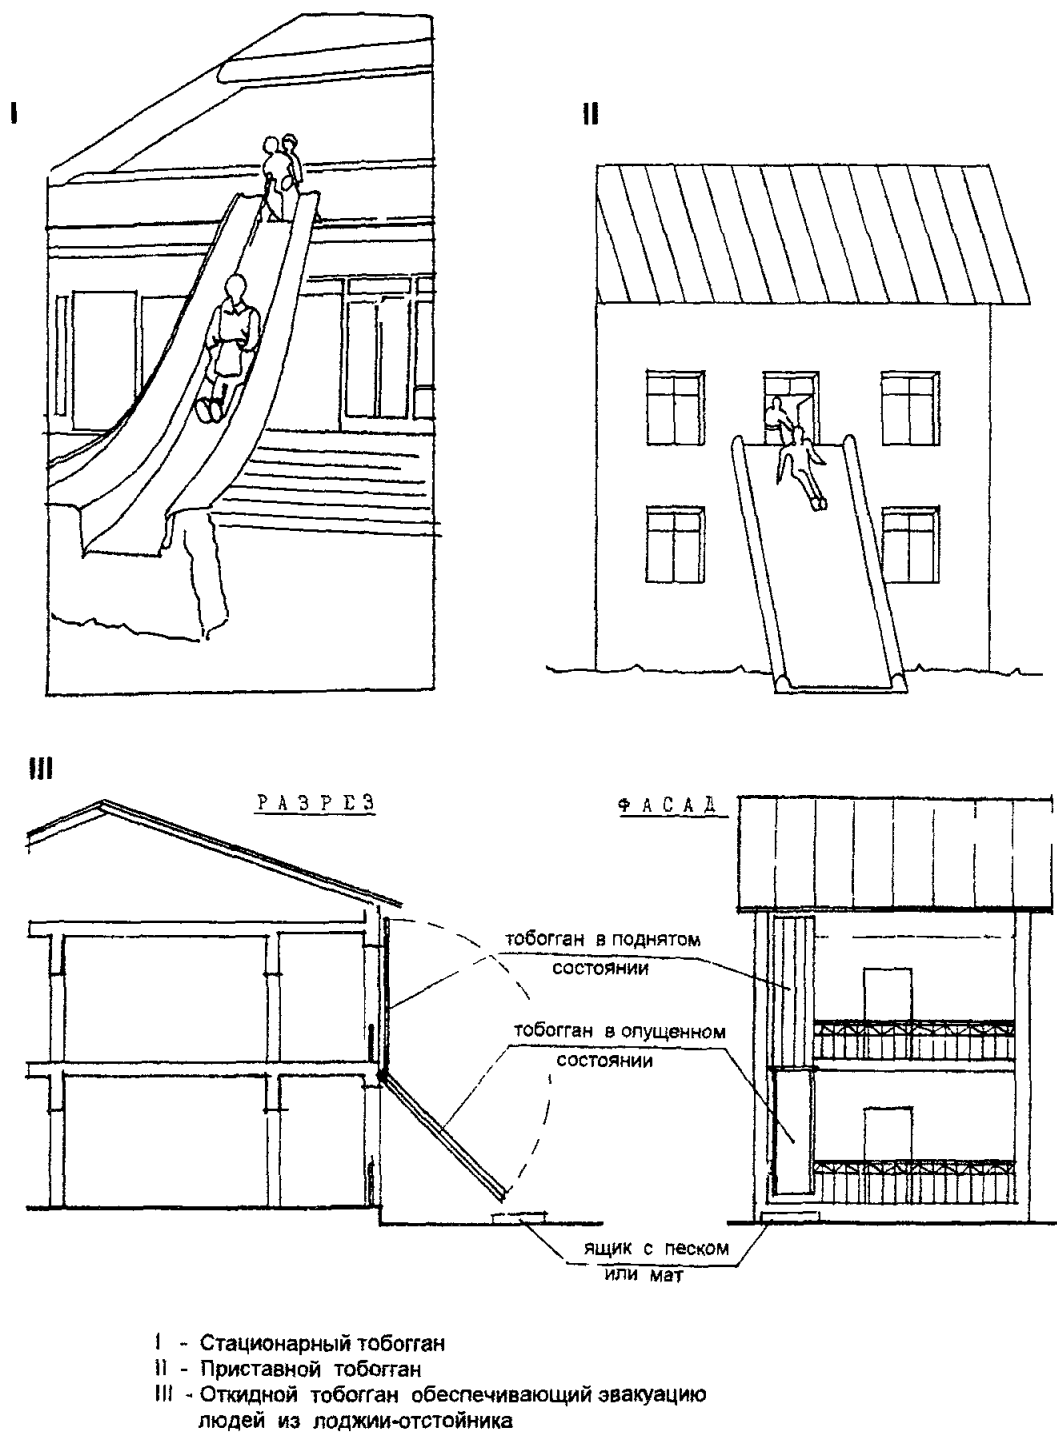 I
II
III
РАЗРЕЗ
ФАСАД
тобогган в поднятом
состоянии
тобогган в опущенном
состоянии
ящик с песком
или мат
I - Стационарный тобогган
II - Приставной тобогган
III - Откидной тобогган обеспечивающий эвакуацию
людей из лоджии-отстойника